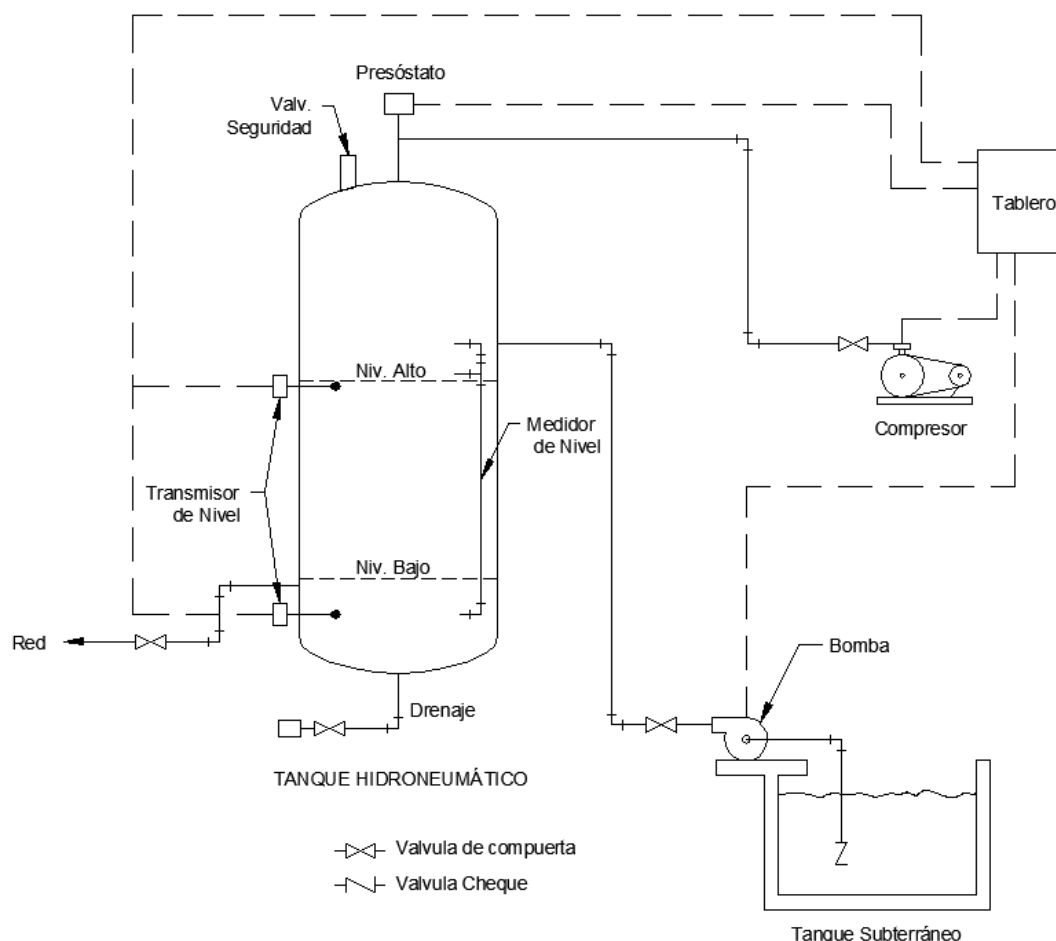 Presóstato
Valv.
Seguridad
Tablero
Niv. Alto
Compresor
Medidor
de Nivel
Transmisor
de Nivel
Niv. Bajo
Red
Bomba
Drenaje
TANQUE HIDRONEUMÁTICO
Valvula de compuerta
Valvula Cheque
Tanque Subterráneo